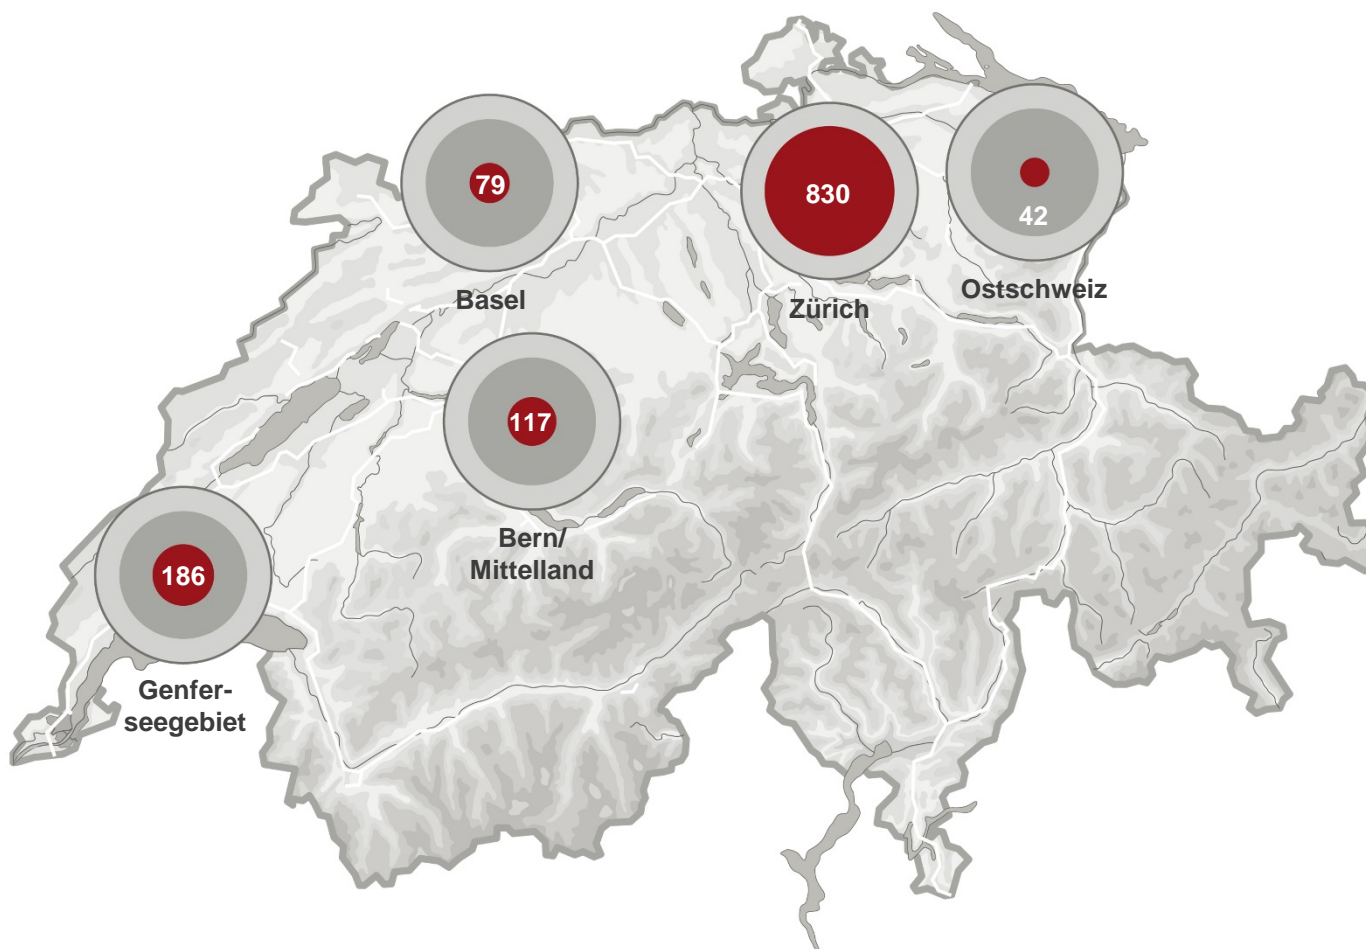 79
Basel
830
Zürich
42
Ostschweiz
117
Bern/
Mittelland
186
Genfer-
seegebiet